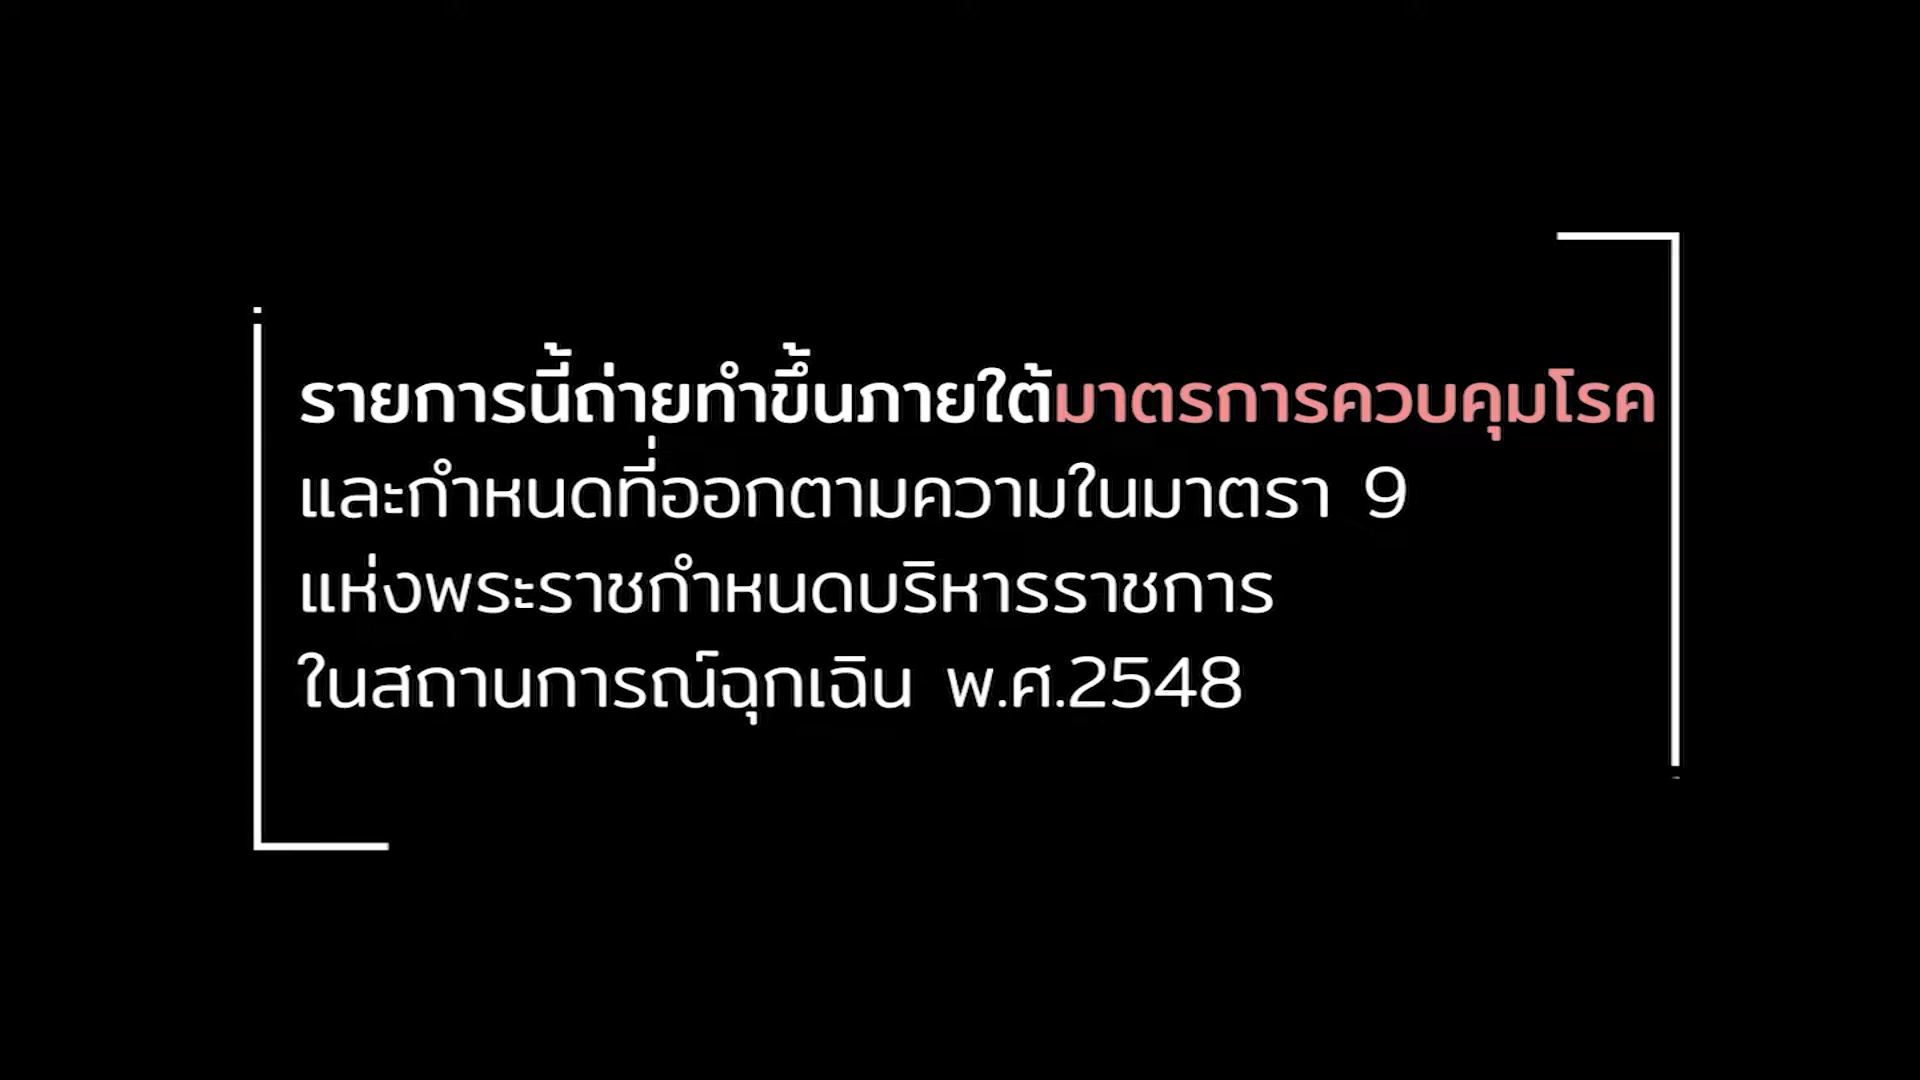 รายการนี้ถ่ายทำขึ้นภายใต้มาตรการควบคุมโรค
และกำหนดที่ออกตามความในมาตรา 9
แห่งพระราชกำหนดบริหารราชการ
ในสถานการณ์ฉุกเฉิน พ.ศ.2548